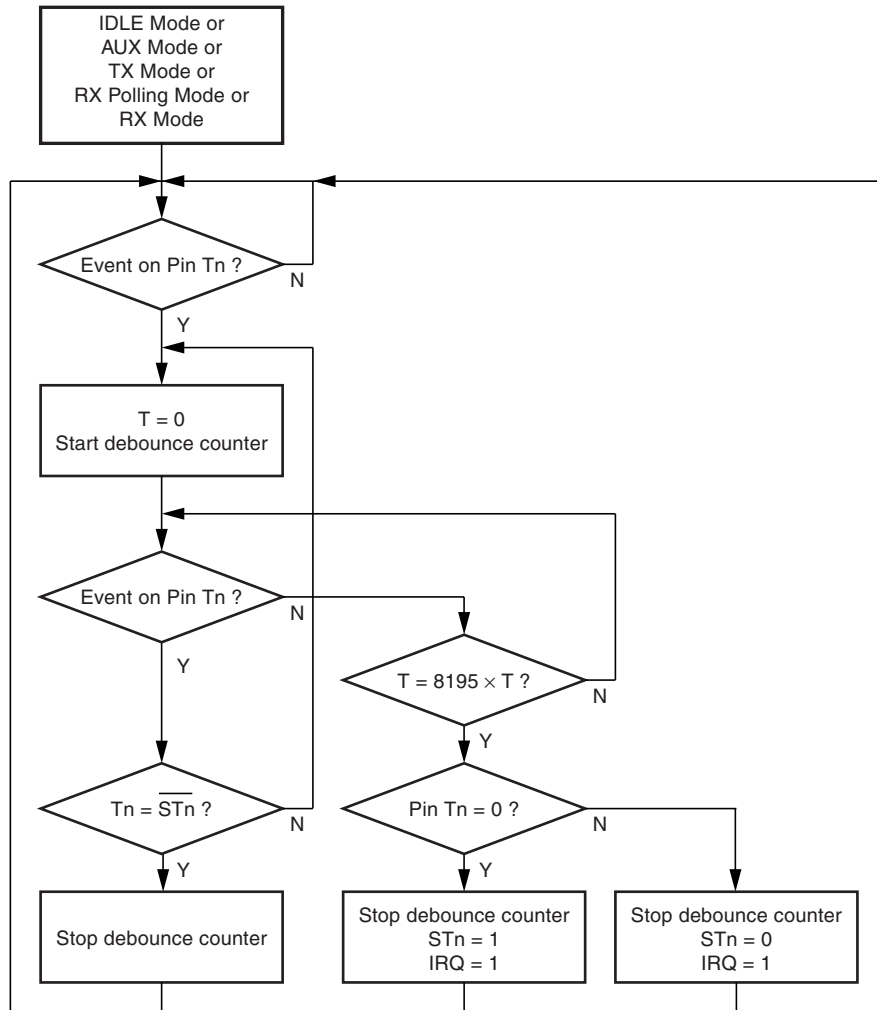 IDLE Mode or
AUX Mode or
TX Mode or
RX Polling Mode or
RX Mode
Event on Pin Tn ?
N
Y
T = 0
Start debounce counter
Event on Pin Tn ?
N
Y
T = 8195 × T ?
N
Y
Tn = S̅T̅n̅ ?
N
Y
Pin Tn = 0 ?
N
Y
Stop debounce counter
Stop debounce counter
STn = 1
IRQ = 1
Stop debounce counter
STn = 0
IRQ = 1